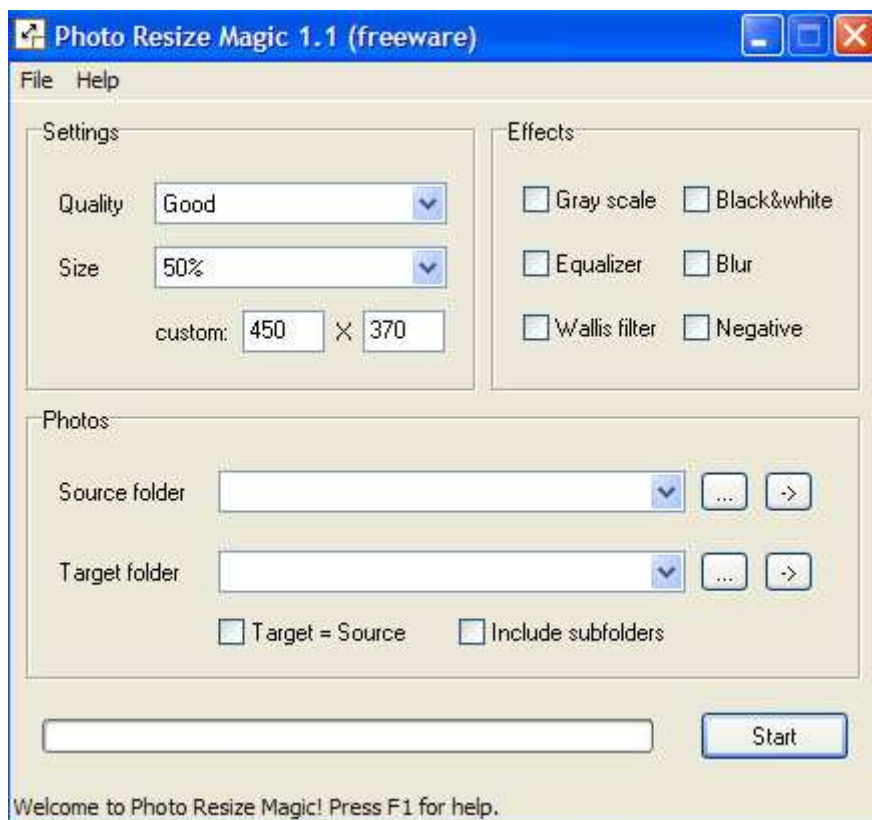 Photo Resize Magic 1.1 (freeware)
File Help
Settings
Quality Good
Size 50%
custom: 450 X 370
Effects
Gray scale Black&white
Equalizer Blur
Wallis filter Negative
Photos
Source folder ... ->
Target folder ... ->
Target = Source Include subfolders
Start
Welcome to Photo Resize Magic! Press F1 for help.